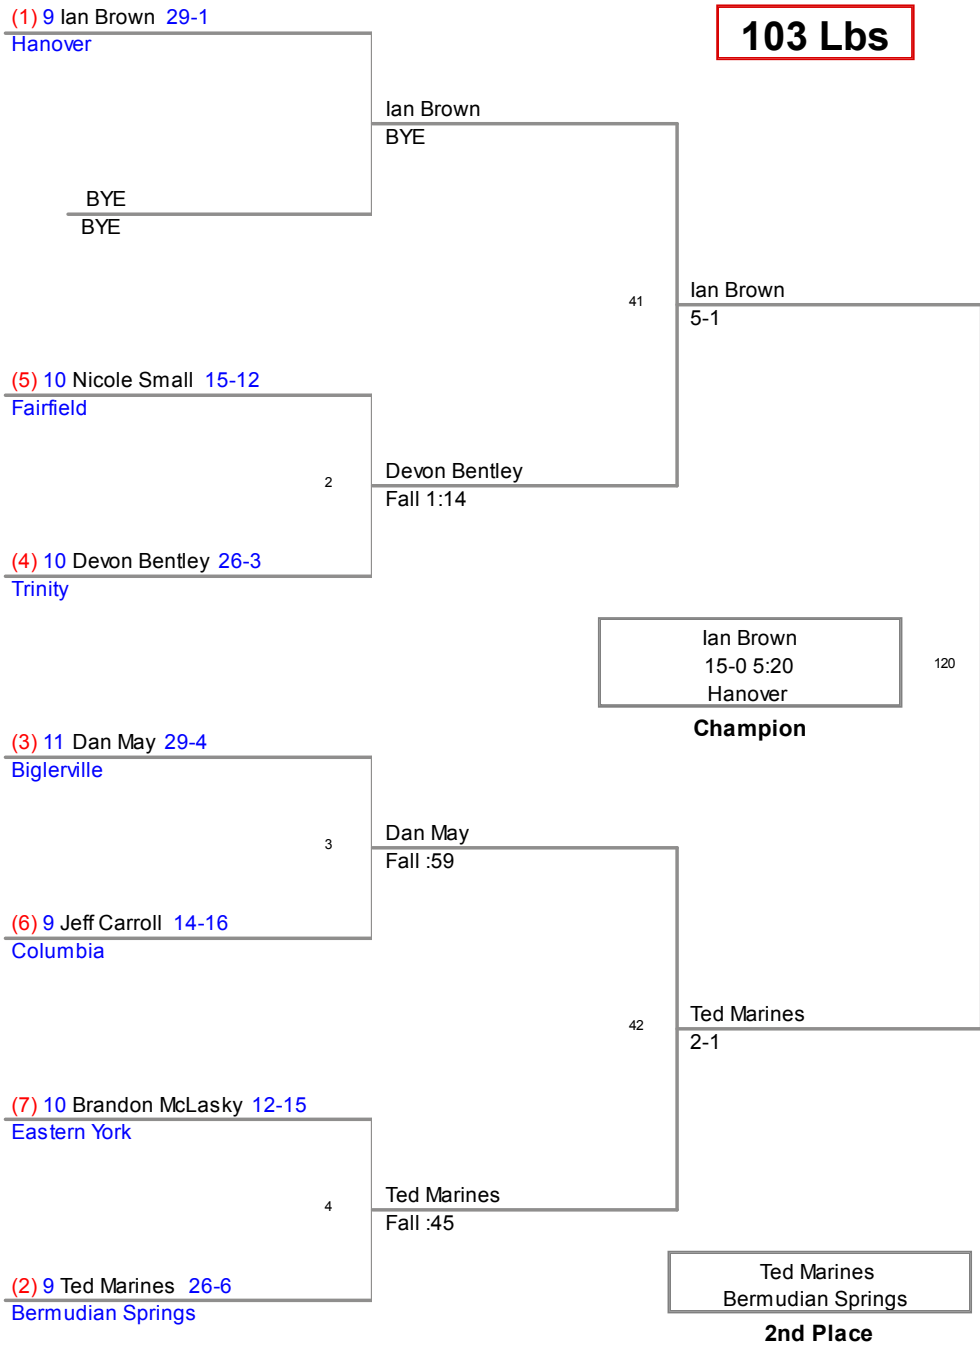 (1) 9 Ian Brown 29-1
Hanover
103 Lbs
Ian Brown
BYE
BYE
BYE
41
Ian Brown
5-1
(5) 10 Nicole Small 15-12
Fairfield
2
Devon Bentley
Fall 1:14
(4) 10 Devon Bentley 26-3
Trinity
Ian Brown
15-0 5:20
Hanover
120
Champion
(3) 11 Dan May 29-4
Biglerville
3
Dan May
Fall :59
(6) 9 Jeff Carroll 14-16
Columbia
42
Ted Marines
2-1
(7) 10 Brandon McLasky 12-15
Eastern York
4
Ted Marines
Fall :45
(2) 9 Ted Marines 26-6
Bermudian Springs
Ted Marines
Bermudian Springs
2nd Place